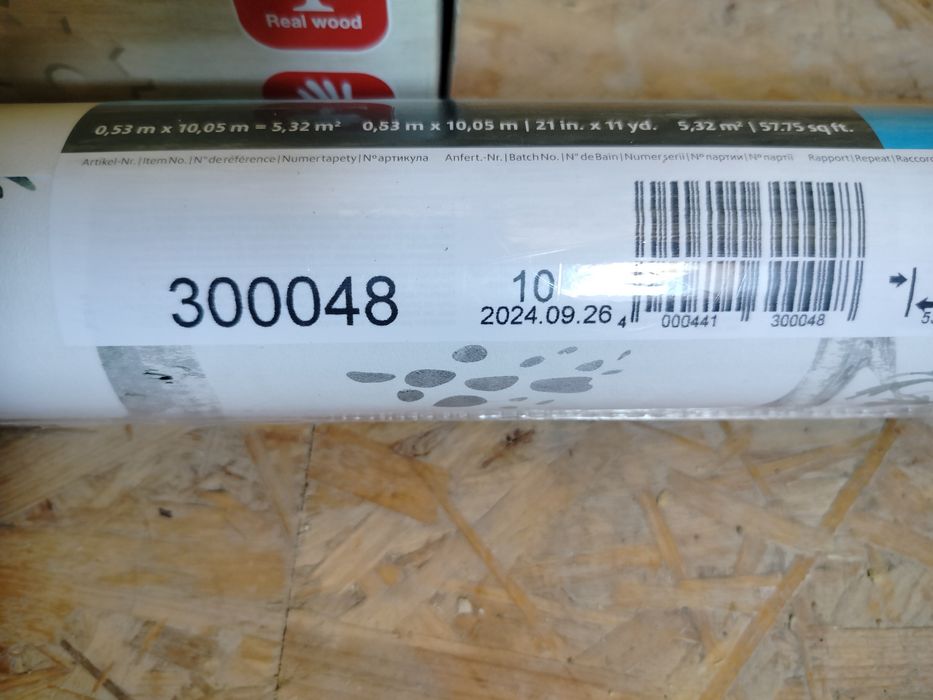 Real wood
0,53 m x 10,05 m = 5,32 m² 0,53 m x 10,05 m | 21 in. x 11 yd. 5,32 m² | 57.75 sq ft.
Artikel-Nr. | Item No. | N° de référence | Numer tapety | № артикула Anfert.-Nr. | Batch No. | N° de Bain | Numer serii | № партии | № партії Rapport | Repeat | Raccord
300048
10
2024.09.26
4 000441 300048